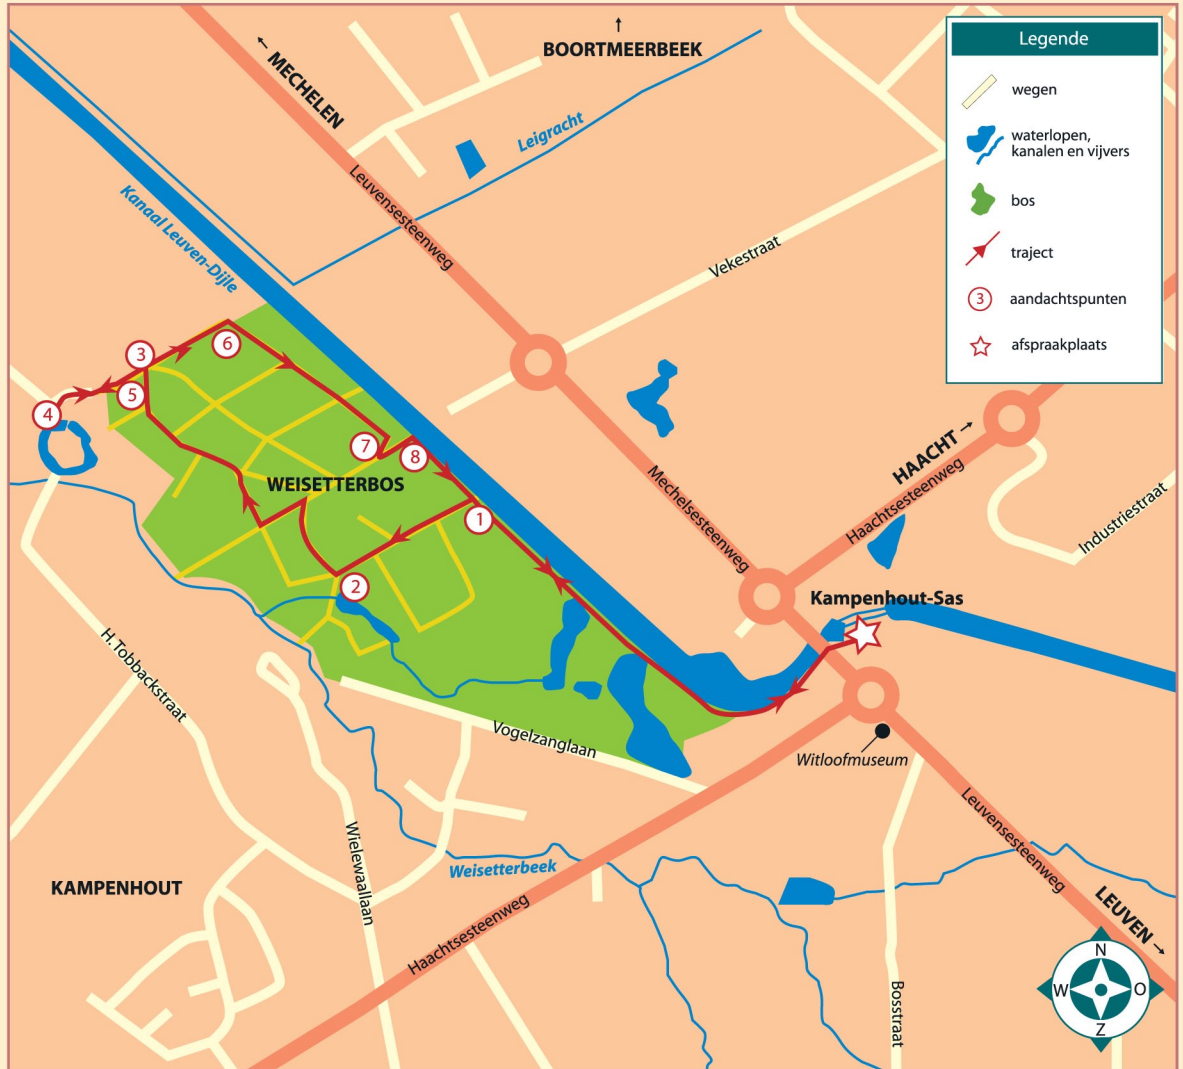 ↑
BOORTMEERBEEK
← MECHELEN
Legende
wegen
waterlopen,
kanalen en vijvers
bos
traject
3 aandachtspunten
afspraakplaats
Leigracht
Kanaal Leuven-Dijle
Leuvensesteenweg
Vekestraat
3
6
5
4
7
8
WEISETTERBOS
1
2
Mechelsesteenweg
HAACHT →
Haachtsesteenweg
Industriestraat
Kampenhout-Sas
H.Tobbackstraat
Vogelzanglaan
Witloofmuseum
Leuvensesteenweg
Wielewaallaan
Weisetterbeek
KAMPENHOUT
Haachtsesteenweg
LEUVEN →
Bosstraat
N
W
O
Z